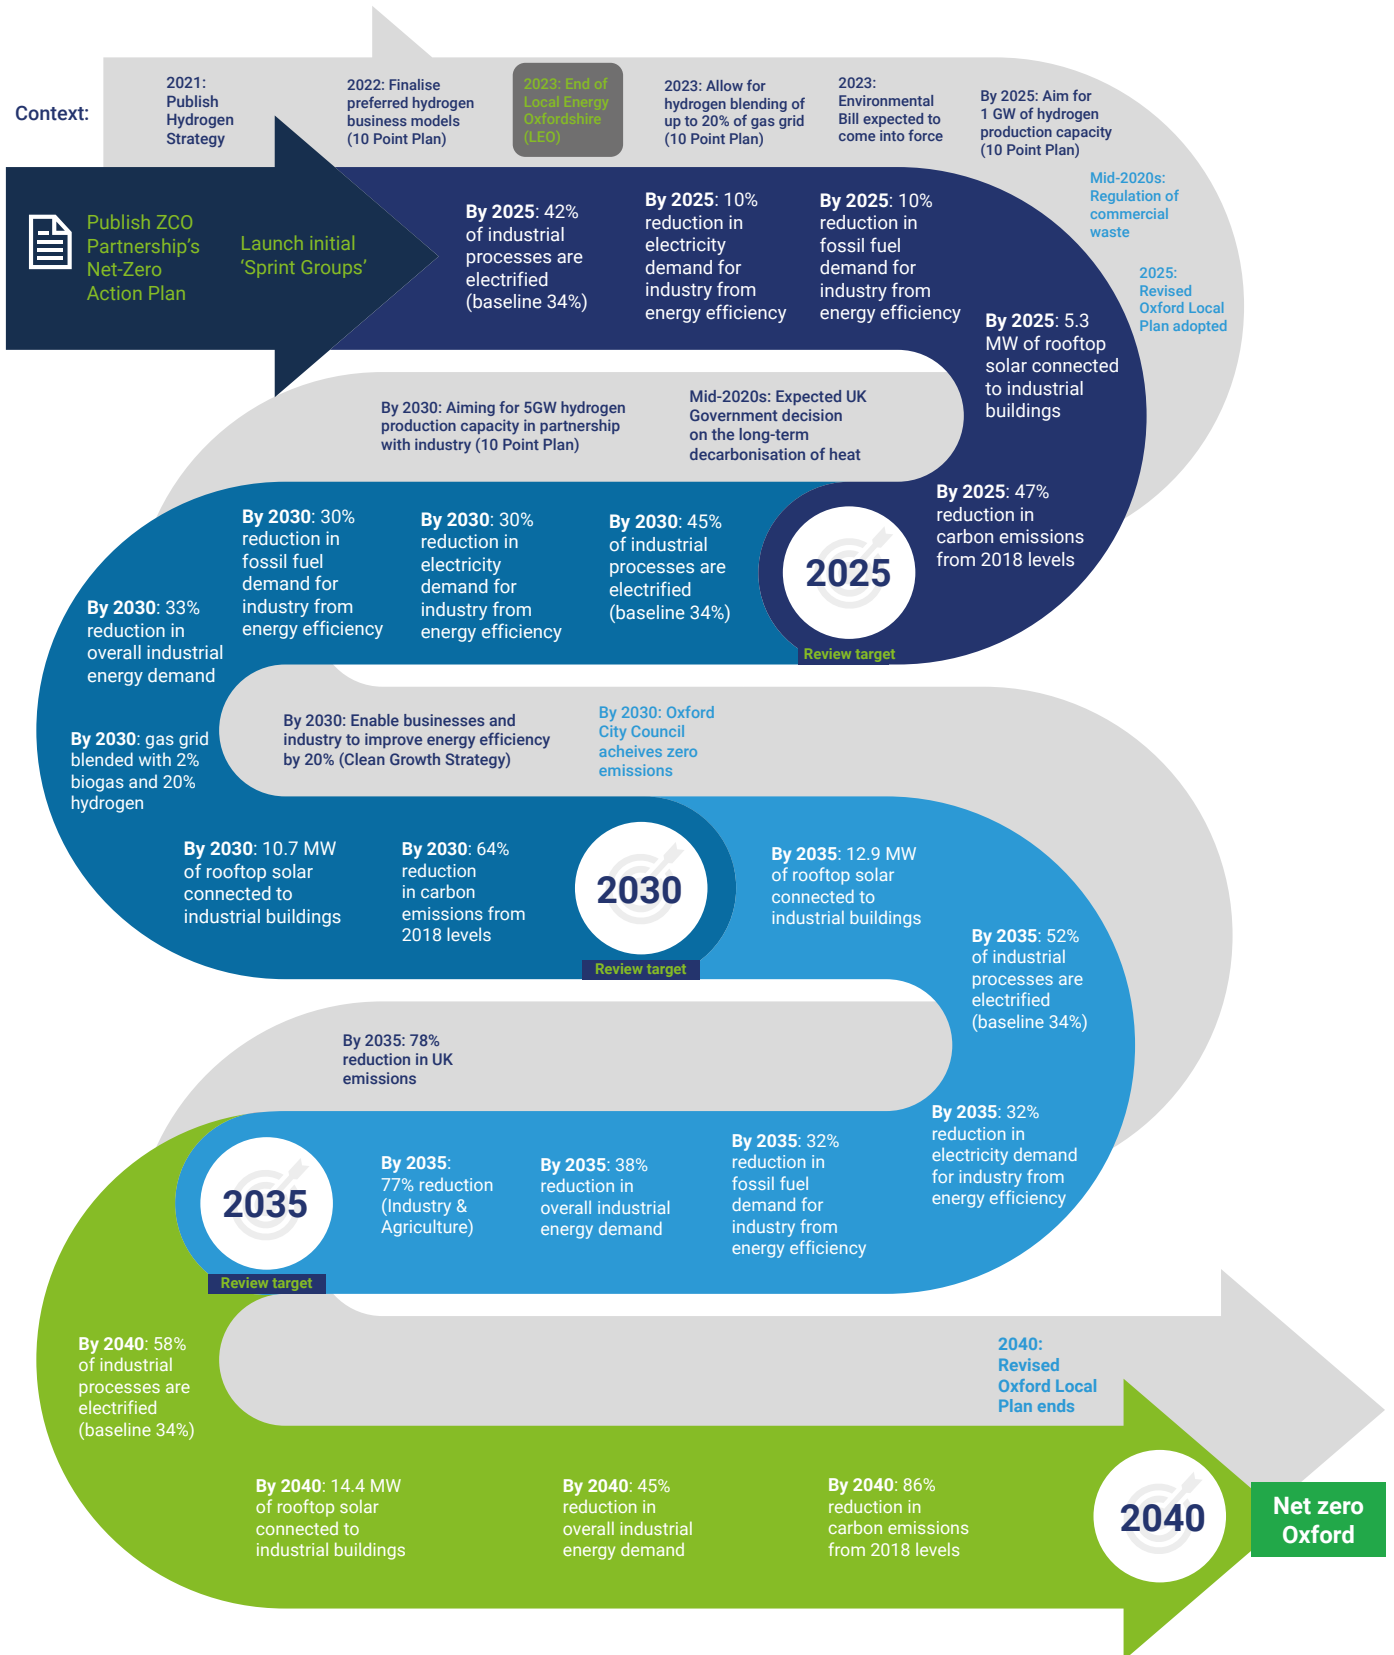 Context:
2021:
Publish
Hydrogen
Strategy
2022: Finalise
preferred hydrogen
business models
(10 Point Plan)
2023: End of
Local Energy
Oxfordshire
(LEO)
2023: Allow for
hydrogen blending of
up to 20% of gas grid
(10 Point Plan)
2023:
Environmental
Bill expected to
come into force
By 2025: Aim for
1 GW of hydrogen
production capacity
(10 Point Plan)
Mid-2020s:
Regulation of
commercial
waste
2025:
Revised
Oxford Local
Plan adopted
Publish ZCO
Partnership's
Net-Zero
Action Plan
Launch initial
‘Sprint Groups’
By 2025: 42%
of industrial
processes are
electrified
(baseline 34%)
By 2025: 10%
reduction in
electricity
demand for
industry from
energy efficiency
By 2025: 10%
reduction in
fossil fuel
demand for
industry from
energy efficiency
By 2025: 5.3
MW of rooftop
solar connected
to industrial
buildings
By 2025: 47%
reduction in
carbon emissions
from 2018 levels
2025
Review target
Mid-2020s: Expected UK
Government decision
on the long-term
decarbonisation of heat
By 2030: Aiming for 5GW hydrogen
production capacity in partnership
with industry (10 Point Plan)
By 2030: 45%
of industrial
processes are
electrified
(baseline 34%)
By 2030: 30%
reduction in
electricity
demand for
industry from
energy efficiency
By 2030: 30%
reduction in
fossil fuel
demand for
industry from
energy efficiency
By 2030: 33%
reduction in
overall industrial
energy demand
By 2030: gas grid
blended with 2%
biogas and 20%
hydrogen
By 2030: 10.7 MW
of rooftop solar
connected to
industrial buildings
By 2030: 64%
reduction
in carbon
emissions from
2018 levels
2030
Review target
By 2030: Enable businesses and
industry to improve energy efficiency
by 20% (Clean Growth Strategy)
By 2030: Oxford
City Council
acheives zero
emissions
By 2035: 12.9 MW
of rooftop solar
connected to
industrial buildings
By 2035: 52%
of industrial
processes are
electrified
(baseline 34%)
By 2035: 32%
reduction in
electricity demand
for industry from
energy efficiency
By 2035: 32%
reduction in
fossil fuel
demand for
industry from
energy efficiency
By 2035: 38%
reduction in
overall industrial
energy demand
By 2035:
77% reduction
(Industry &
Agriculture)
2035
Review target
By 2035: 78%
reduction in UK
emissions
By 2040: 58%
of industrial
processes are
electrified
(baseline 34%)
By 2040: 14.4 MW
of rooftop solar
connected to
industrial buildings
By 2040: 45%
reduction in
overall industrial
energy demand
By 2040: 86%
reduction in
carbon emissions
from 2018 levels
2040:
Revised
Oxford Local
Plan ends
2040
Net zero
Oxford